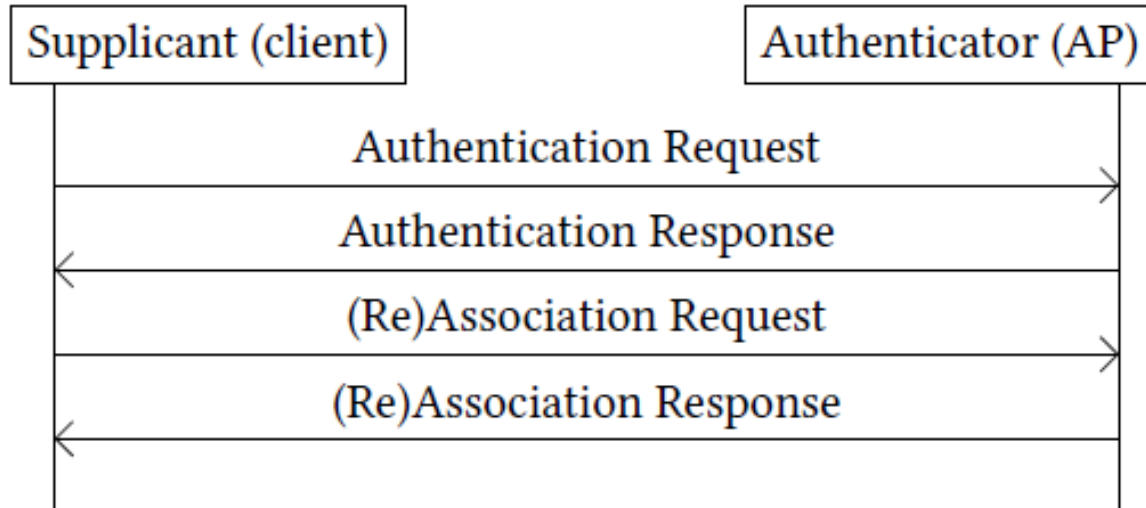 Supplicant (client)
Authenticator (AP)
Authentication Request
Authentication Response
(Re)Association Request
(Re)Association Response